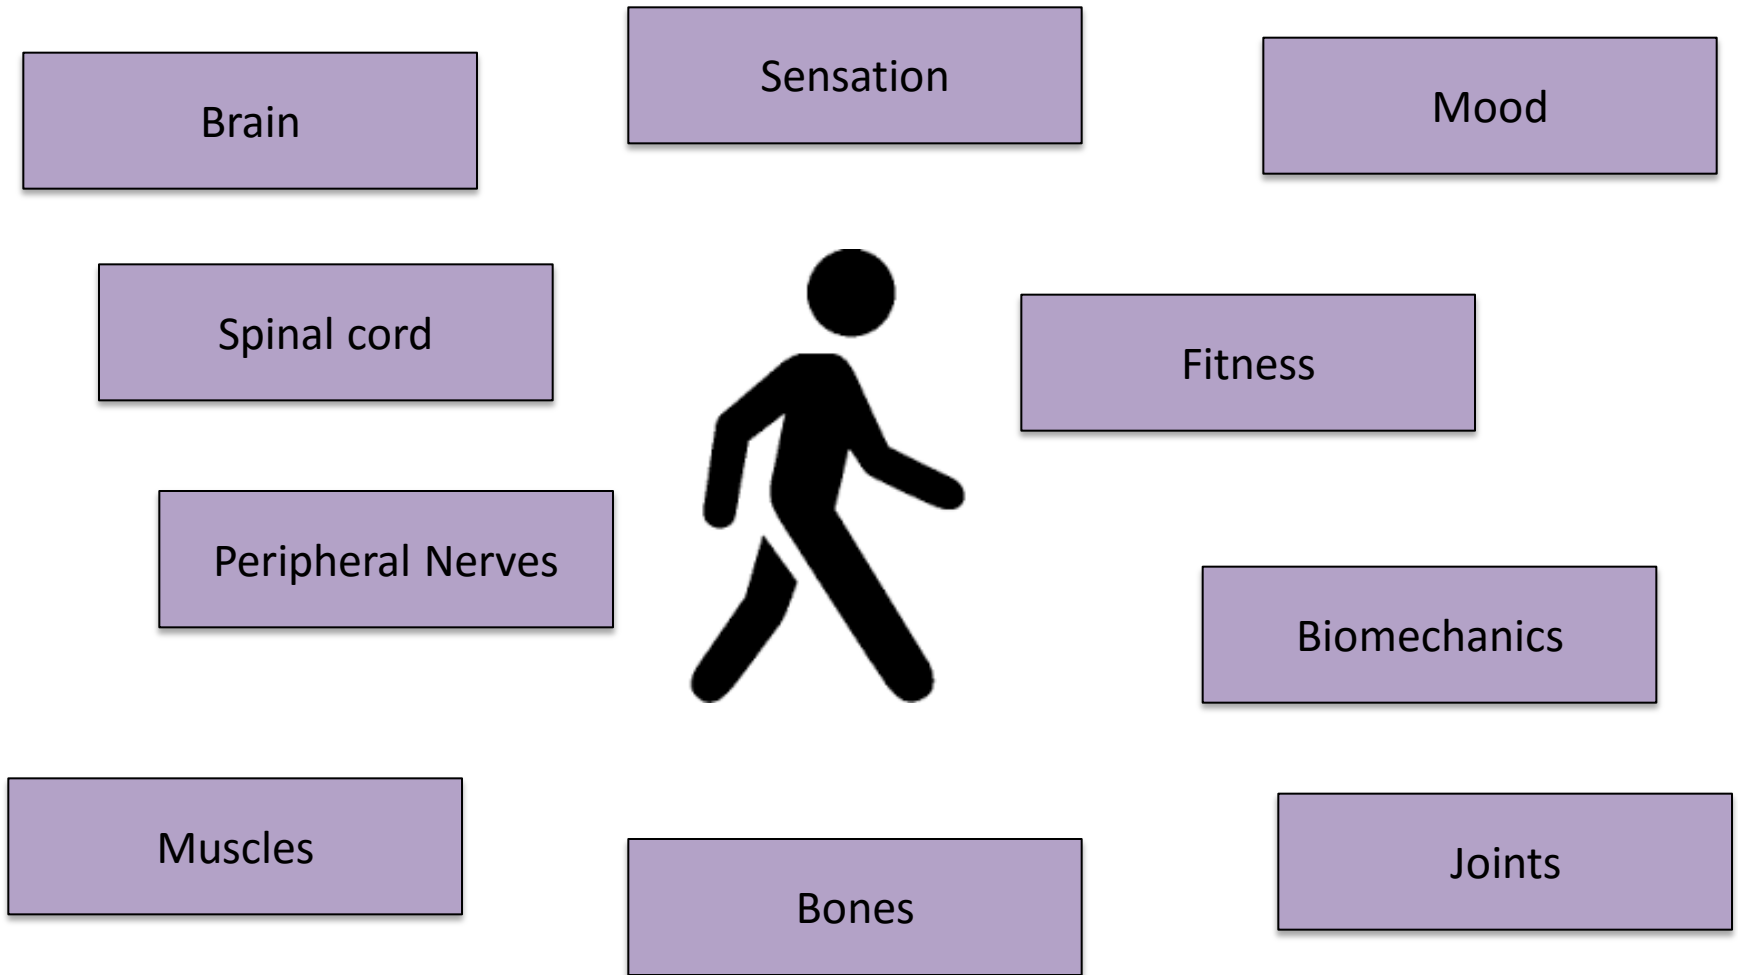 Sensation
Mood
Brain
Spinal cord
Fitness
Peripheral Nerves
Biomechanics
Muscles
Joints
Bones